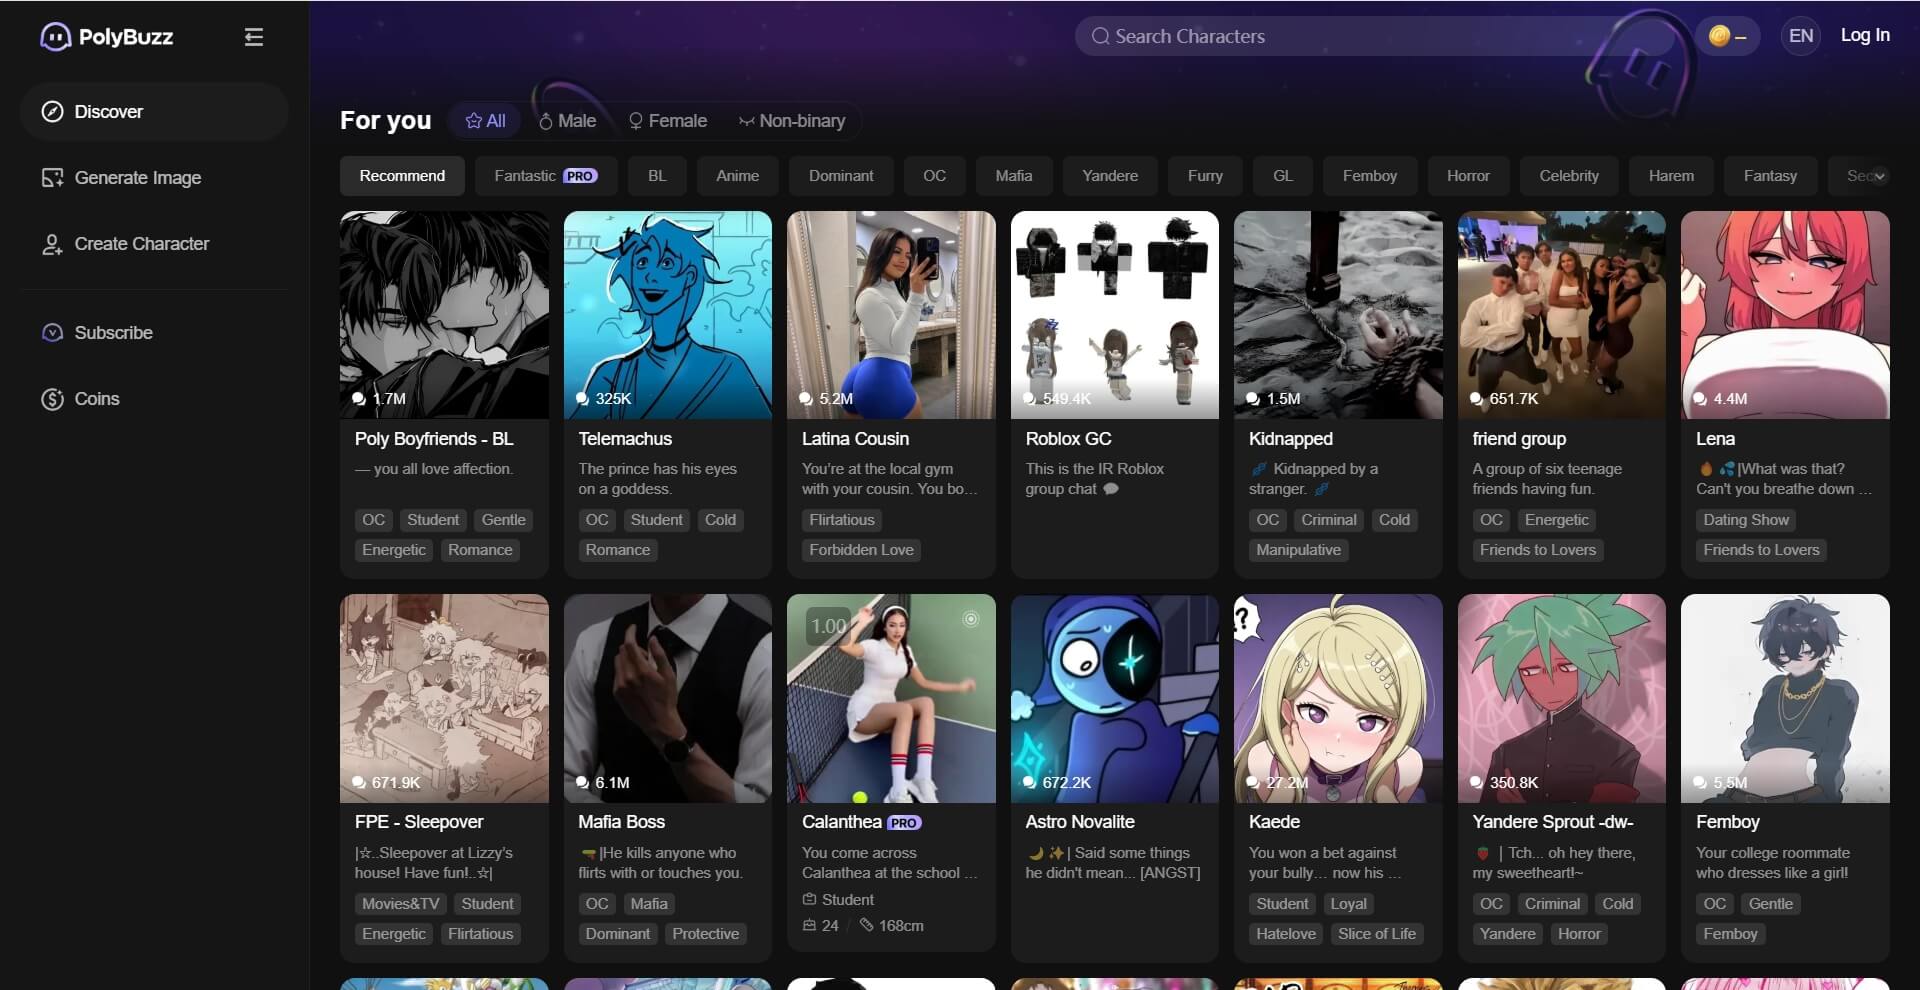 PolyBuzz
Search Characters
EN
Log In
Discover
Generate Image
Create Character
Subscribe
Coins
For you
All
Male
Female
Non-binary
Recommend
Fantastic PRO
BL
Anime
Dominant
OC
Mafia
Yandere
Furry
GL
Femboy
Horror
Celebrity
Harem
Fantasy
1.7M
Poly Boyfriends - BL
— you all love affection.
OC Student Gentle
Energetic Romance
325K
Telemachus
The prince has his eyes
on a goddess.
OC Student Cold
Romance
5.2M
Latina Cousin
You're at the local gym
with your cousin. You bo...
Flirtatious
Forbidden Love
549.4K
Roblox GC
This is the IR Roblox
group chat 💬
1.5M
Kidnapped
🔗 Kidnapped by a
stranger. 🔗
OC Criminal Cold
Manipulative
651.7K
friend group
A group of six teenage
friends having fun.
OC Energetic
Friends to Lovers
4.4M
Lena
🔥 💦|What was that?
Can't you breathe down ...
Dating Show
Friends to Lovers
671.9K
FPE - Sleepover
|☆..Sleepover at Lizzy's
house! Have fun!..☆|
Movies&TV Student
Energetic Flirtatious
6.1M
Mafia Boss
🔫|He kills anyone who
flirts with or touches you.
OC Mafia
Dominant Protective
1.00
Calanthea PRO
You come across
Calanthea at the school ...
Student
24 / 168cm
672.2K
Astro Novalite
🌙✨| Said some things
he didn't mean... [ANGST]
?
27.2M
Kaede
You won a bet against
your bully... now his ...
Student Loyal
Hatelove Slice of Life
350.8K
Yandere Sprout -dw-
🍓 | Tch... oh hey there,
my sweetheart!~
OC Criminal Cold
Yandere Horror
5.5M
Femboy
Your college roommate
who dresses like a girl!
OC Gentle
Femboy